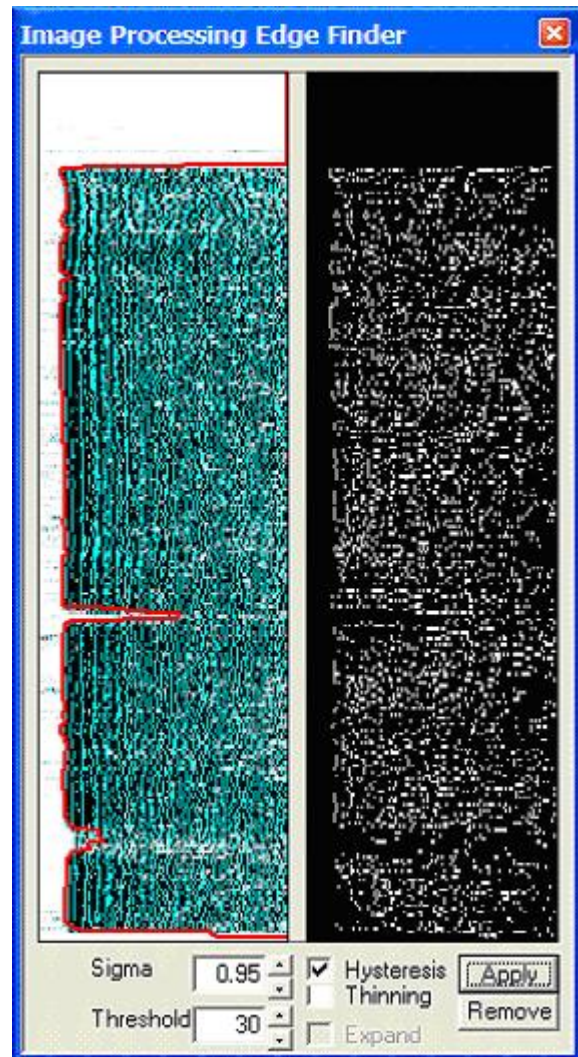 Image Processing Edge Finder
Sigma 0.95 Hysteresis Apply
Thinning
Threshold 30 Remove
Expand